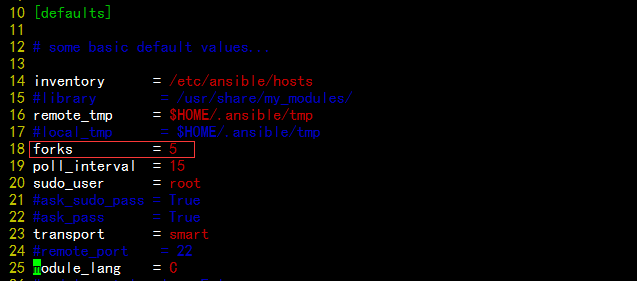 10 [defaults]
11
12 # some basic default values...
13
14 inventory      = /etc/ansible/hosts
15 #library        = /usr/share/my_modules/
16 remote_tmp     = $HOME/.ansible/tmp
17 #local_tmp      = $HOME/.ansible/tmp
18 forks          = 5
19 poll_interval  = 15
20 sudo_user      = root
21 #ask_sudo_pass = True
22 #ask_pass      = True
23 transport      = smart
24 #remote_port    = 22
25 module_lang    = C